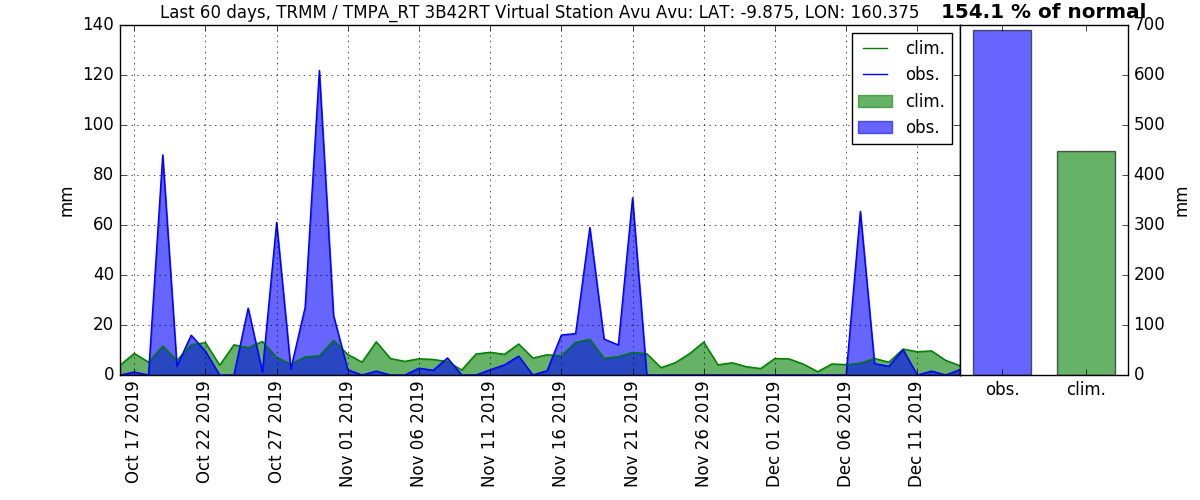 Last 60 days, TRMM / TMPA_RT 3B42RT Virtual Station Avu Avu: LAT: -9.875, LON: 160.375
154.1 % of normal
140
120
100
80
60
40
20
0
mm
clim.
obs.
clim.
obs.
700
600
500
400
300
200
100
0
mm
Oct 17 2019
Oct 22 2019
Oct 27 2019
Nov 01 2019
Nov 06 2019
Nov 11 2019
Nov 16 2019
Nov 21 2019
Nov 26 2019
Dec 01 2019
Dec 06 2019
Dec 11 2019
obs.
clim.